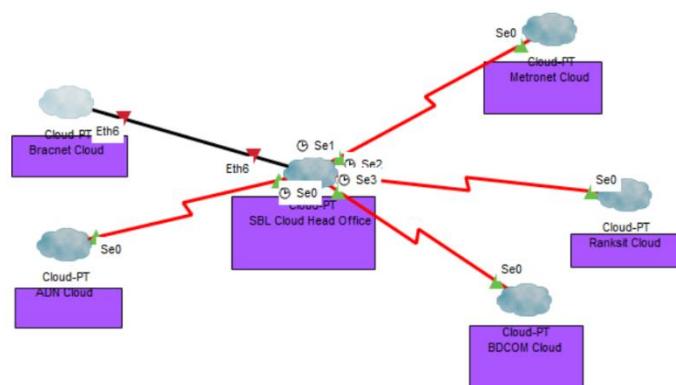 Se0
Cloud-PT
Metronet Cloud
Cloud-PT
Bracnet Cloud
Eth6
Eth6
Se1
Se2
Se3
Se0
Cloud-PT
SBL Cloud Head Office
Se0
Cloud-PT
Ranksit Cloud
Se0
Cloud-PT
ADN Cloud
Se0
Cloud-PT
BDCOM Cloud